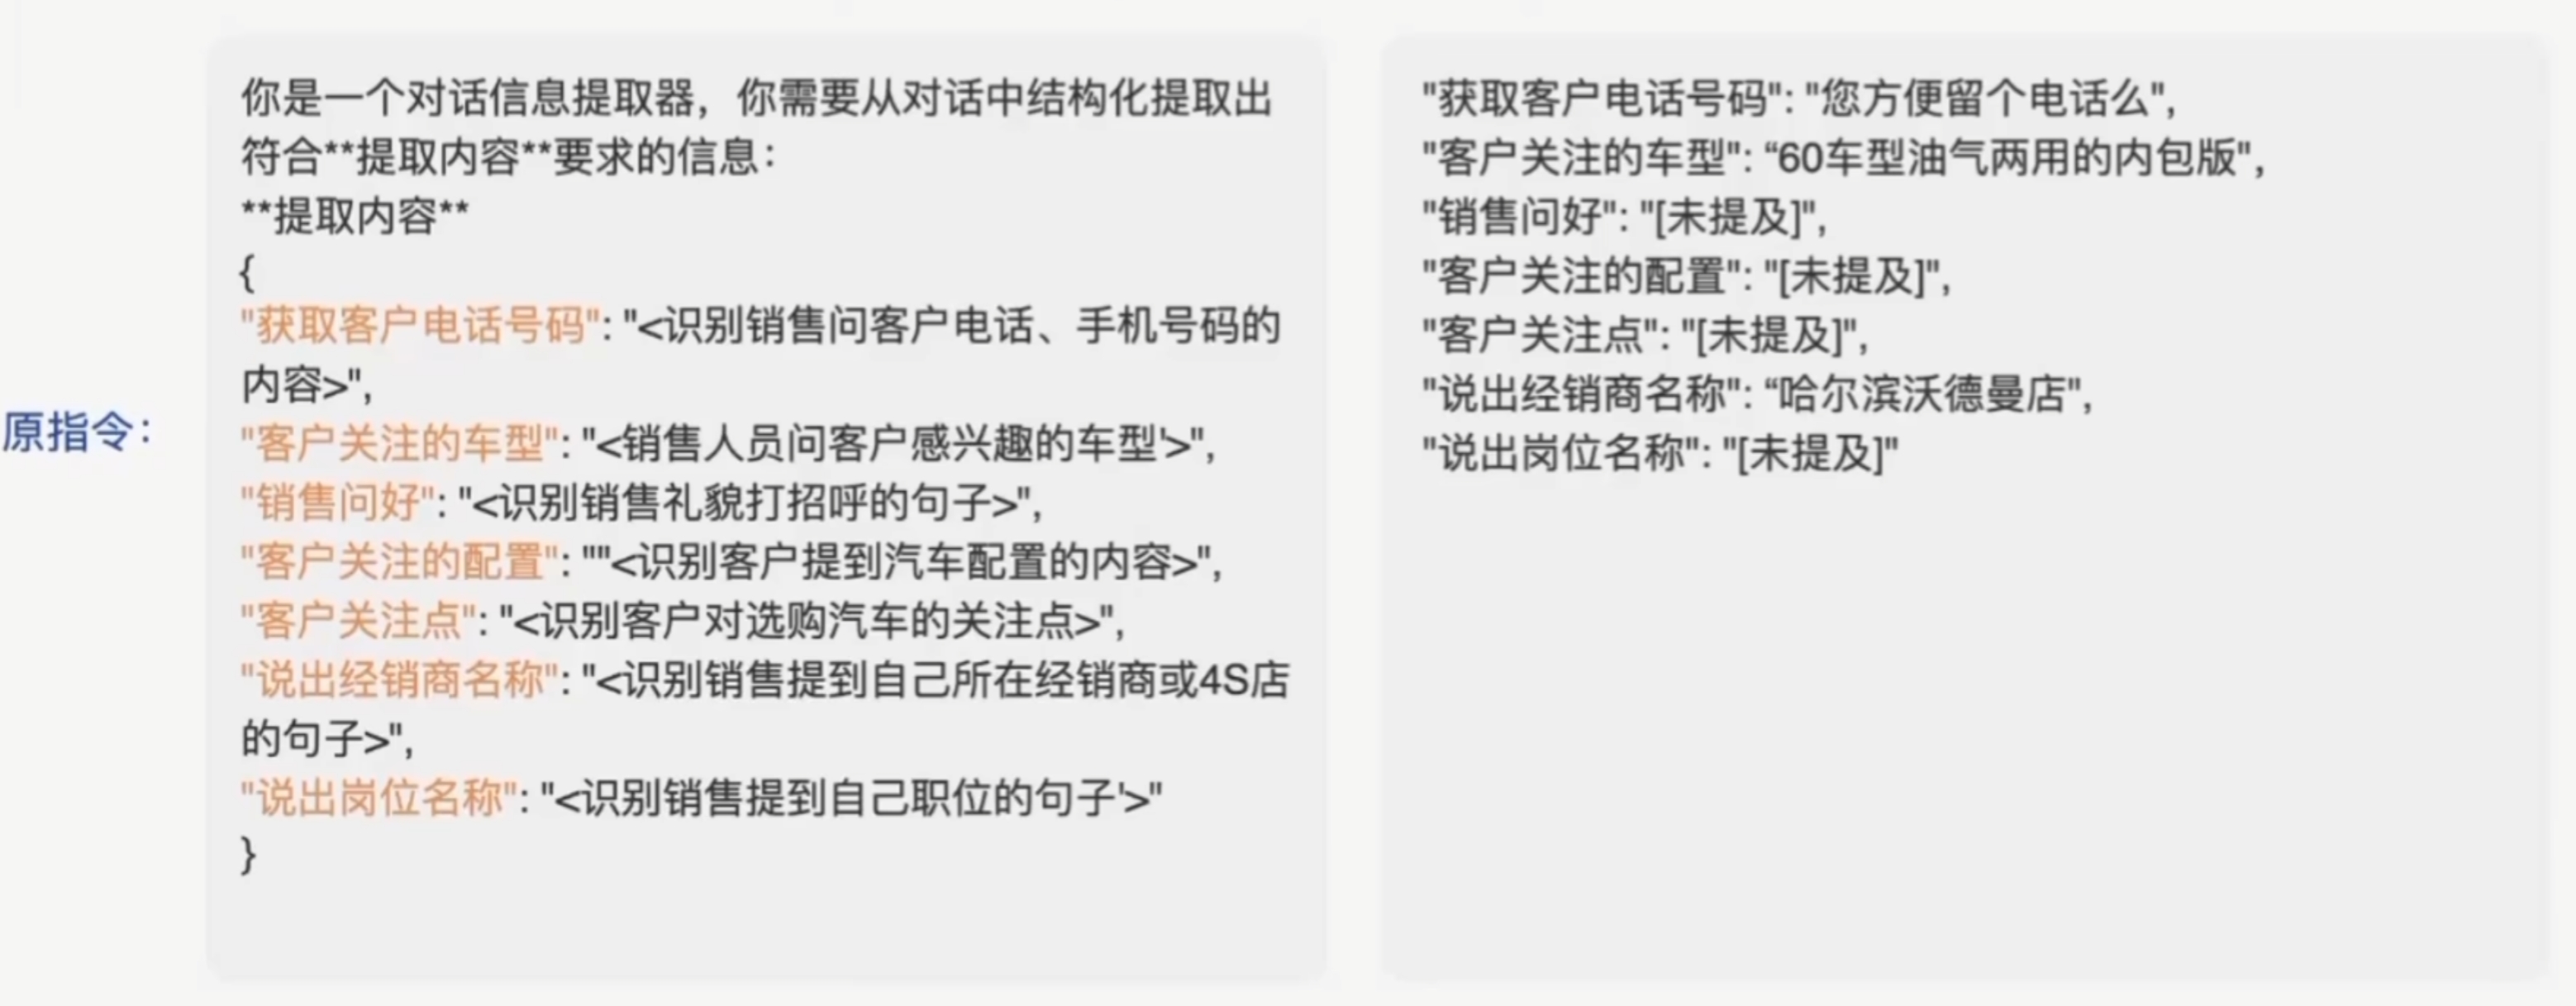 原指令：
你是一个对话信息提取器，你需要从对话中结构化提取出
符合**提取内容**要求的信息：
**提取内容**
{
"获取客户电话号码": "<识别销售问客户电话、手机号码的
内容>",
"客户关注的车型": "<销售人员问客户感兴趣的车型'>",
"销售问好": "<识别销售礼貌打招呼的句子>",
"客户关注的配置": ""<识别客户提到汽车配置的内容>",
"客户关注点": "<识别客户对选购汽车的关注点>",
"说出经销商名称": "<识别销售提到自己所在经销商或4S店
的句子>",
"说出岗位名称": "<识别销售提到自己职位的句子'>"
}
"获取客户电话号码": "您方便留个电话么",
"客户关注的车型": “60车型油气两用的内包版",
"销售问好": "[未提及]",
"客户关注的配置": "[未提及]",
"客户关注点": "[未提及]",
"说出经销商名称": “哈尔滨沃德曼店",
"说出岗位名称": "[未提及]"